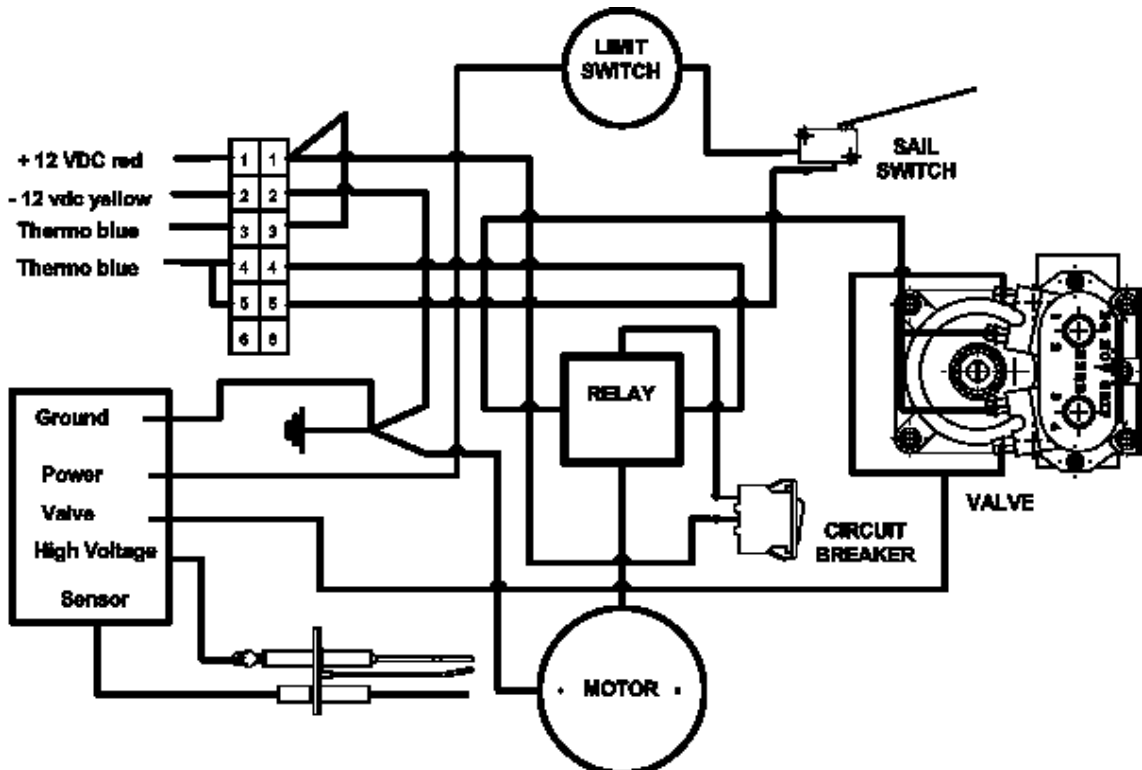 LIMIT
SWITCH
SAIL
SWITCH
+ 12 VDC red
- 12 vdc yellow
Thermo blue
Thermo blue
1 1
2 2
3 3
4 4
5 5
6 6
Ground
Power
Valve
High Voltage
Sensor
RELAY
VALVE
CIRCUIT
BREAKER
MOTOR